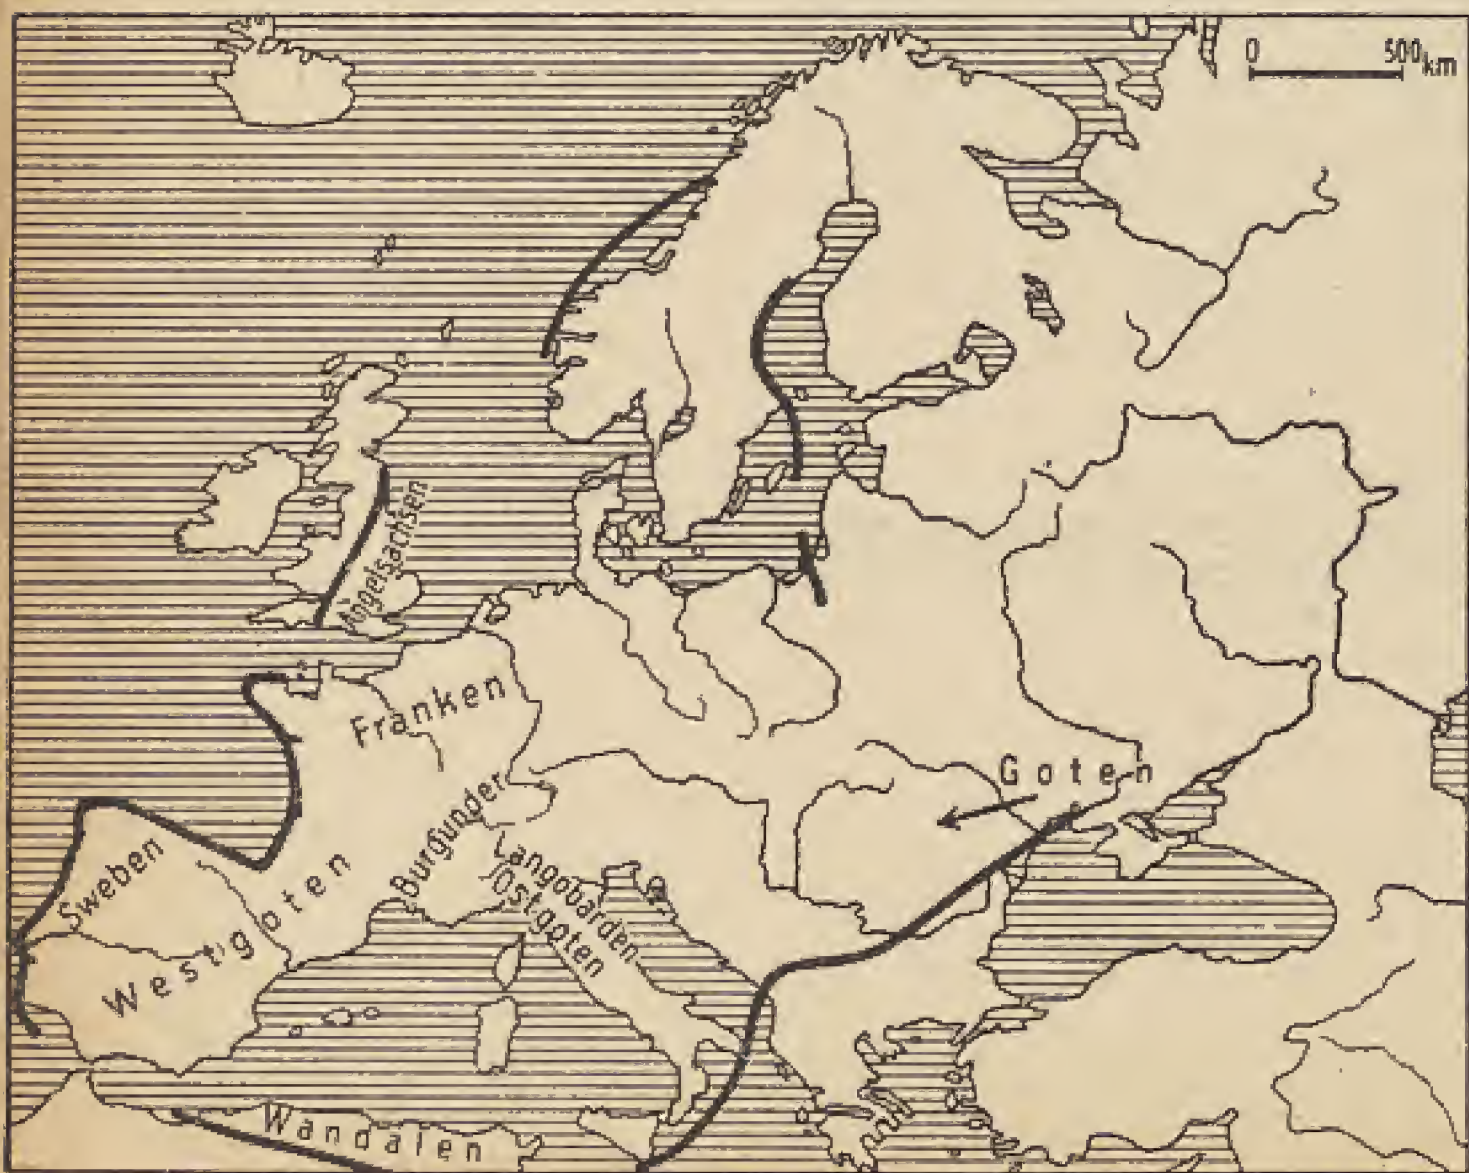 0 500 km
Angelsachsen
Franken
Goten
Burgunder
Sweben
Langobarden
Ostgoten
Westgoten
Wandalen